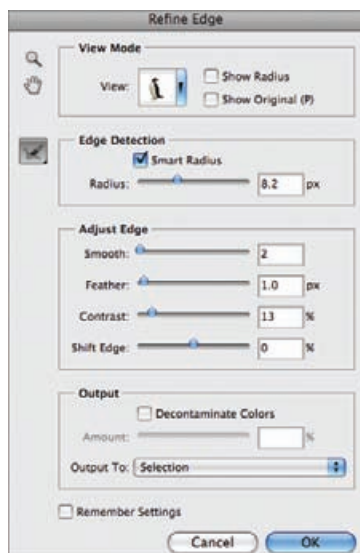 Refine Edge
View Mode
View:
Show Radius
Show Original (P)
Edge Detection
Smart Radius
Radius: 8.2 px
Adjust Edge
Smooth: 2
Feather: 1.0 px
Contrast: 13 %
Shift Edge: 0 %
Output
Decontaminate Colors
Amount: %
Output To: Selection
Remember Settings
Cancel OK